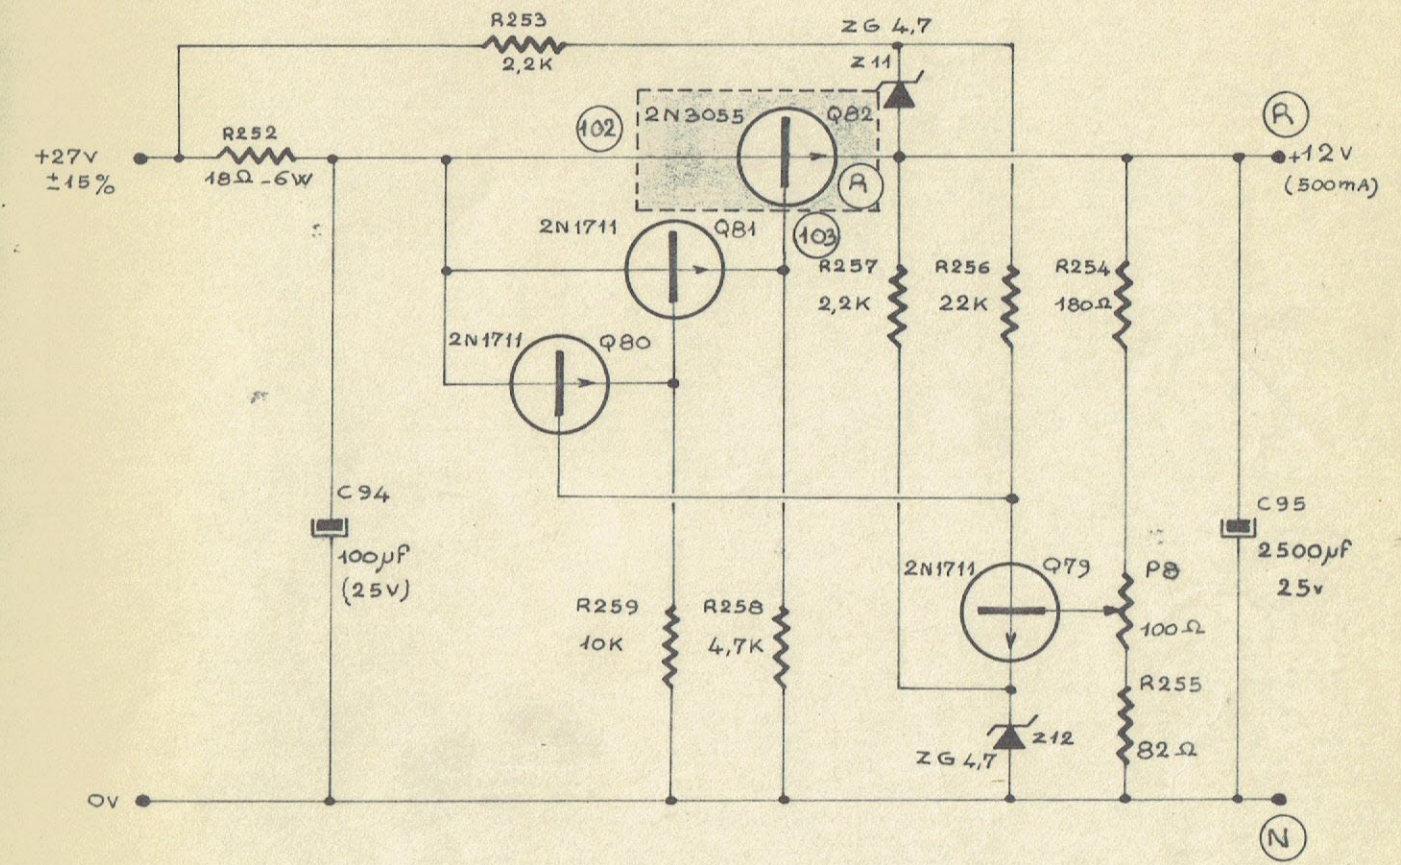 R253
2,2K
ZG 4,7
Z11
R252
+27V
±15%
18Ω-6W
102
2N3055
Q82
R
R
+12V
(500mA)
2N1711
Q81
103
R257
2,2K
R256
22K
R254
180Ω
2N1711
Q80
C94
100µF
(25V)
C95
2500µF
25V
2N1711
Q79
P8
100Ω
R259
10K
R258
4,7K
R255
82Ω
ZG 4,7
Z12
0V
N